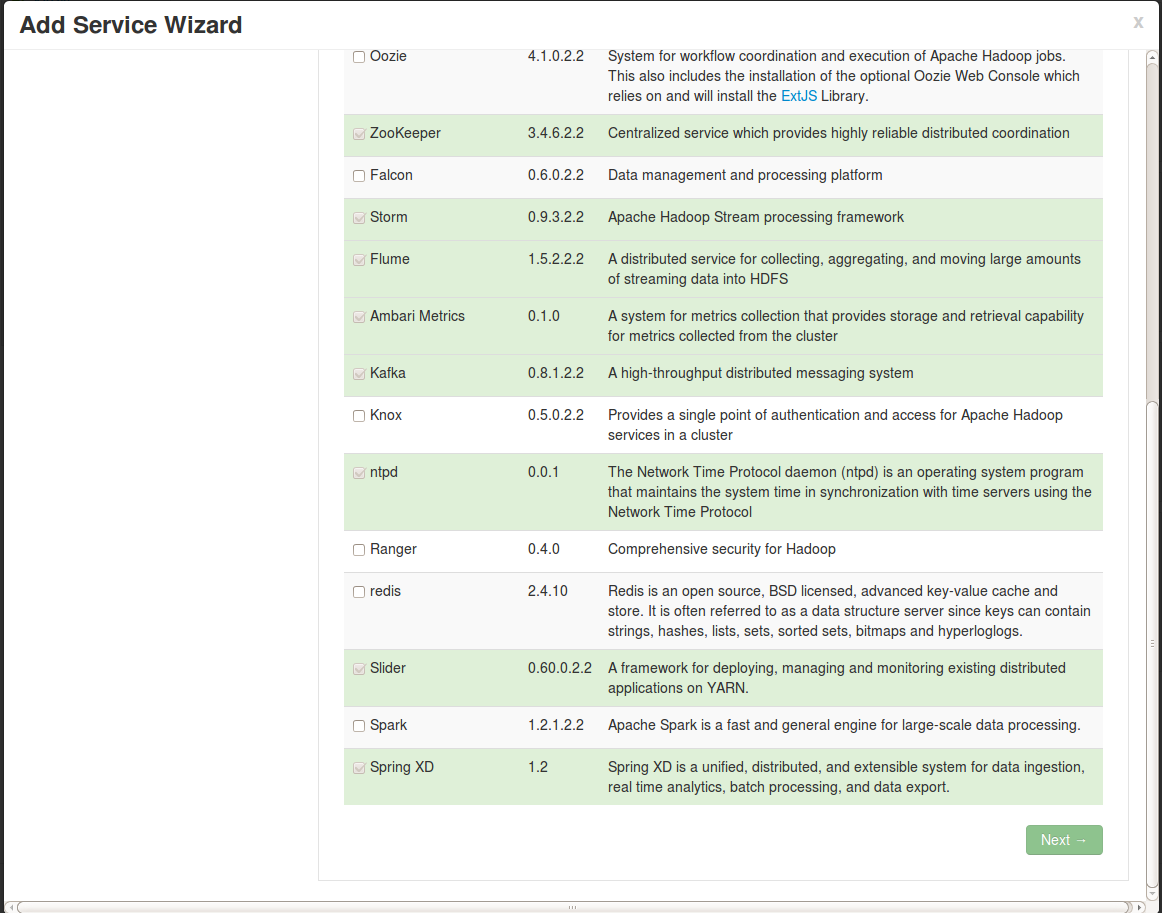 Add Service Wizard
x
Oozie 4.1.0.2.2 System for workflow coordination and execution of Apache Hadoop jobs.
This also includes the installation of the optional Oozie Web Console which
relies on and will install the ExtJS Library.
ZooKeeper 3.4.6.2.2 Centralized service which provides highly reliable distributed coordination
Falcon 0.6.0.2.2 Data management and processing platform
Storm 0.9.3.2.2 Apache Hadoop Stream processing framework
Flume 1.5.2.2.2 A distributed service for collecting, aggregating, and moving large amounts
of streaming data into HDFS
Ambari Metrics 0.1.0 A system for metrics collection that provides storage and retrieval capability
for metrics collected from the cluster
Kafka 0.8.1.2.2 A high-throughput distributed messaging system
Knox 0.5.0.2.2 Provides a single point of authentication and access for Apache Hadoop
services in a cluster
ntpd 0.0.1 The Network Time Protocol daemon (ntpd) is an operating system program
that maintains the system time in synchronization with time servers using the
Network Time Protocol
Ranger 0.4.0 Comprehensive security for Hadoop
redis 2.4.10 Redis is an open source, BSD licensed, advanced key-value cache and
store. It is often referred to as a data structure server since keys can contain
strings, hashes, lists, sets, sorted sets, bitmaps and hyperloglogs.
Slider 0.60.0.2.2 A framework for deploying, managing and monitoring existing distributed
applications on YARN.
Spark 1.2.1.2.2 Apache Spark is a fast and general engine for large-scale data processing.
Spring XD 1.2 Spring XD is a unified, distributed, and extensible system for data ingestion,
real time analytics, batch processing, and data export.
Next →